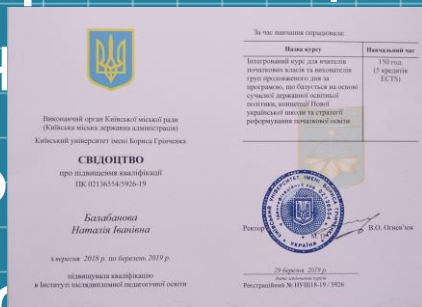 Виконавчий орган Київської міської ради
(Київська міська державна адміністрація)
Київський університет імені Бориса Грінченка
СВІДОЦТВО
про підвищення кваліфікації
ПК 02136554/5926-19
Балабанова
Наталія Іванівна
з вересня 2018 р. по березень 2019 р.
підвищувала кваліфікацію
в Інституті післядипломної педагогічної освіти
За час навчання опрацювала:
Назва курсу Навчальний час
Інтегрований курс для вчителів 150 год.
початкових класів та вихователів (5 кредитів
груп продовженого дня за ECTS)
програмою, що базується на основі
сучасної державної освітньої
політики, концепції Нової
української школи та стратегії
реформування початкової освіти
Ректор В.О. Огнев'юк
УНІВЕРСИТЕТ ІМЕНІ БОРИСА
УКРАЇНА
29 березня 2019 р.
Реєстраційний № НУШ18-19 / 5926